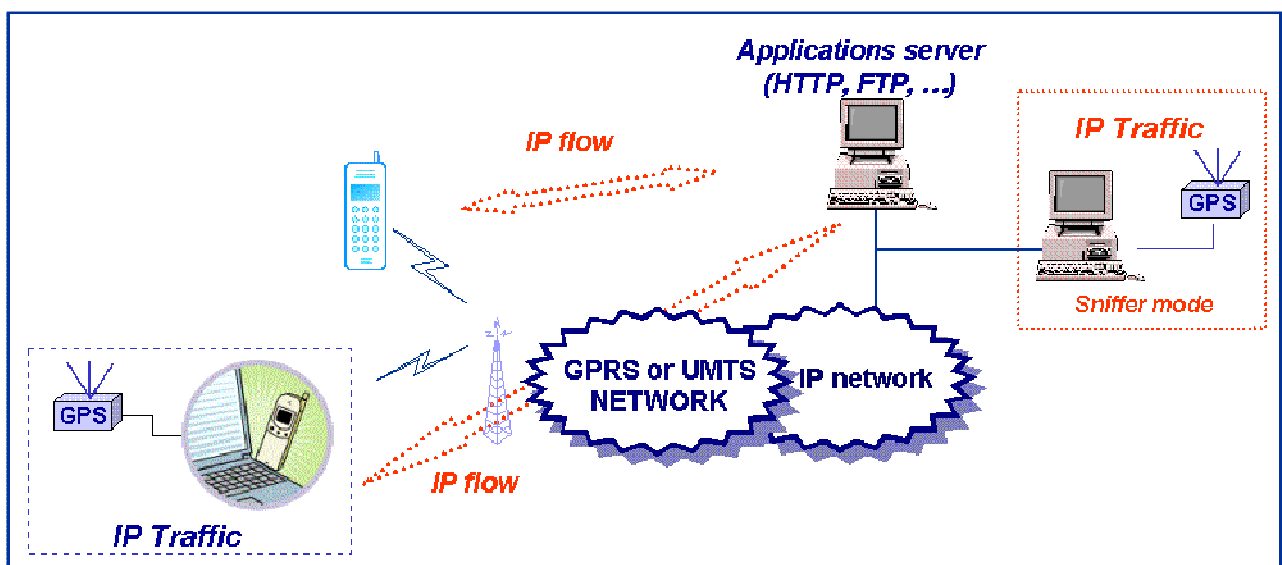 Applications server
(HTTP, FTP, ...)
IP Traffic
IP flow
GPS
Sniffer mode
GPRS or UMTS
NETWORK
IP network
GPS
IP flow
IP Traffic